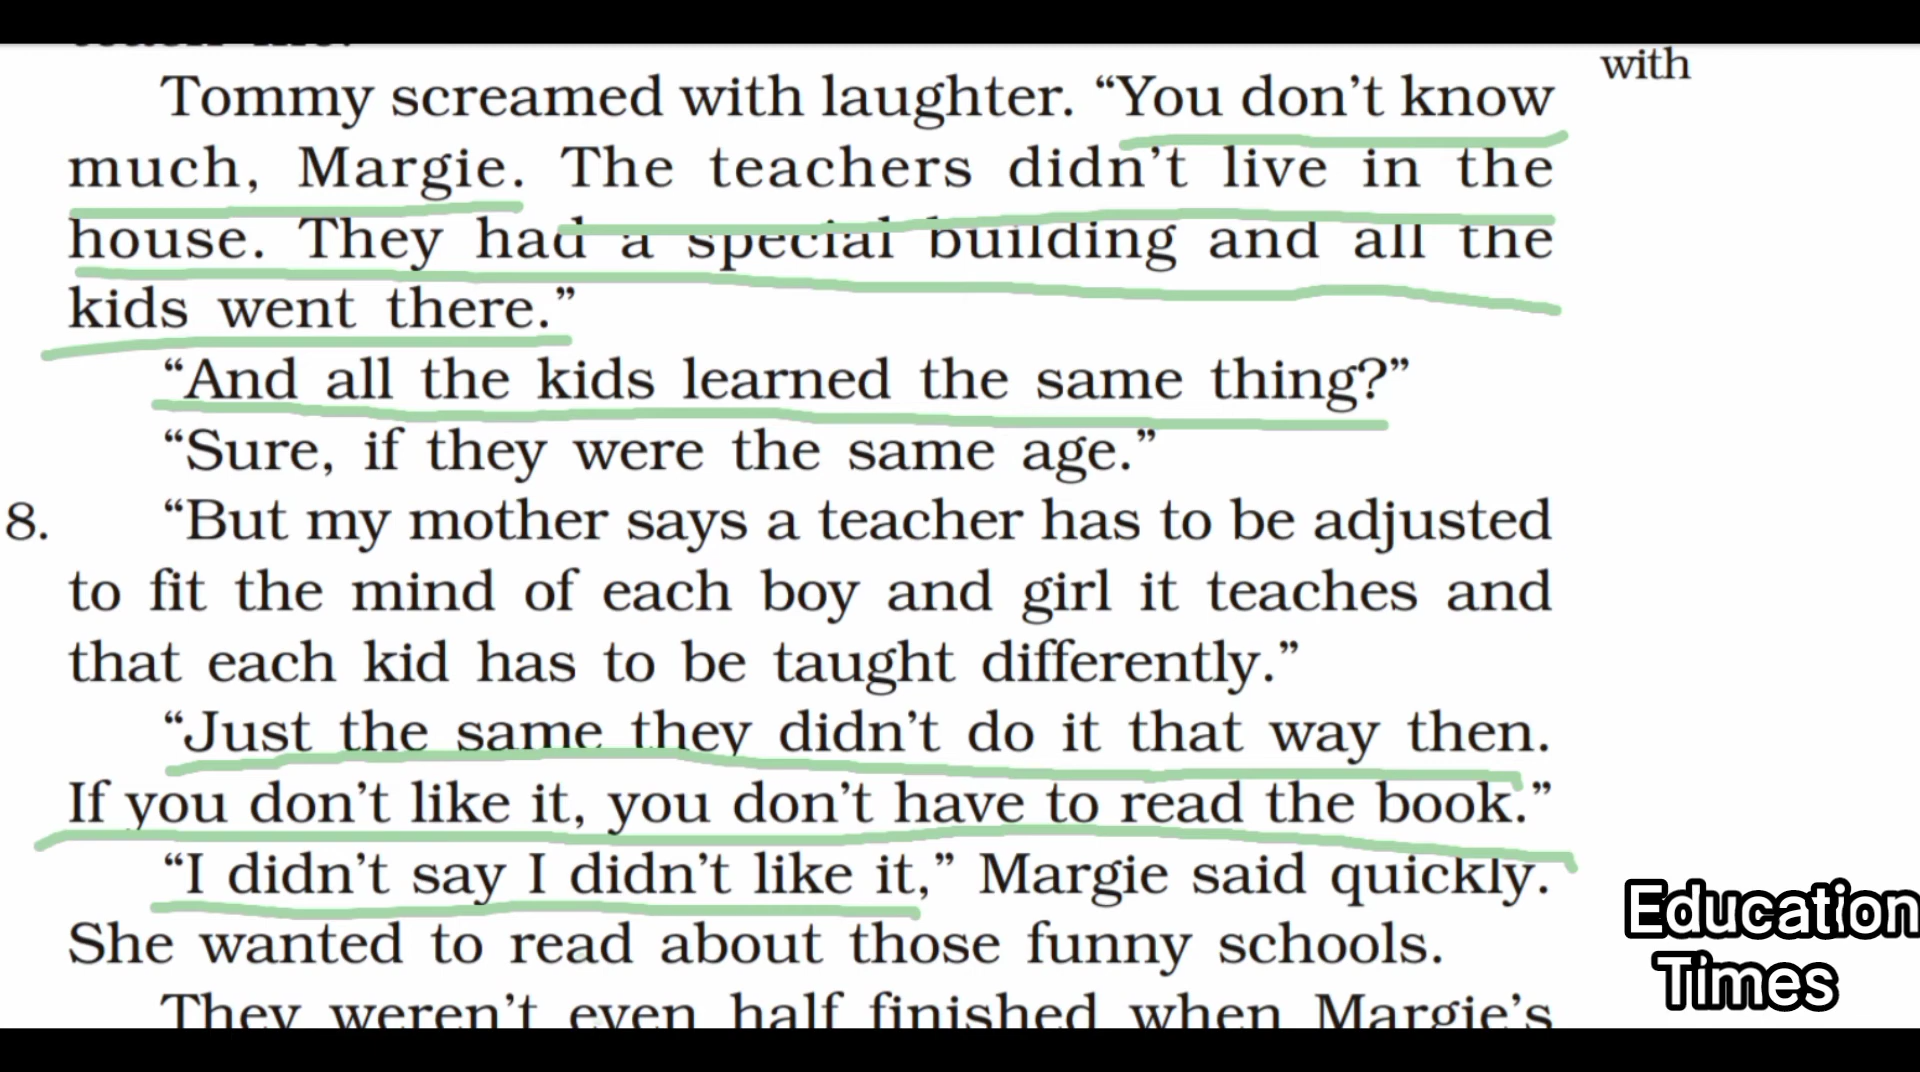 with
Tommy screamed with laughter. “You don’t know
much, Margie. The teachers didn’t live in the
house. They had a special building and all the
kids went there.”
“And all the kids learned the same thing?”
“Sure, if they were the same age.”
8. “But my mother says a teacher has to be adjusted
to fit the mind of each boy and girl it teaches and
that each kid has to be taught differently.”
“Just the same they didn’t do it that way then.
If you don’t like it, you don’t have to read the book.”
“I didn’t say I didn’t like it,” Margie said quickly.
She wanted to read about those funny schools.
They weren’t even half finished when Margie’s
Education
Times